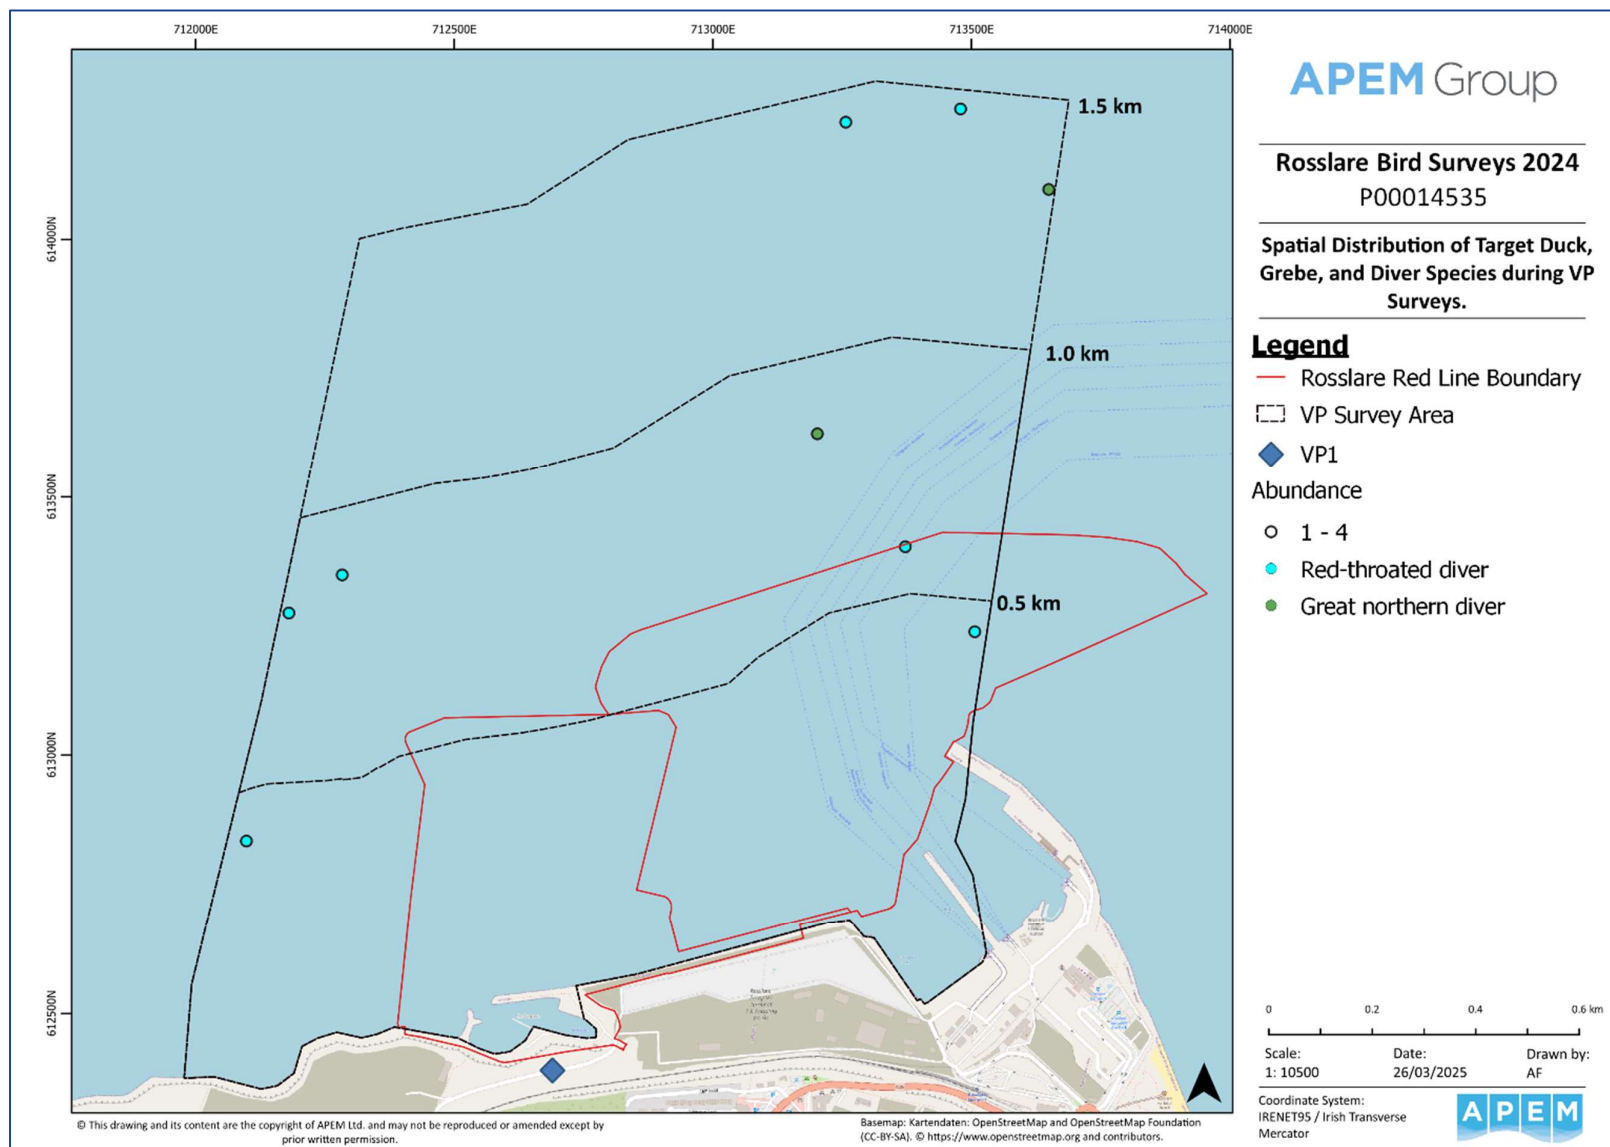 712000E
712500E
713000E
713500E
714000E
614000N
613500N
613000N
612500N
1.5 km
1.0 km
0.5 km
APEM Group
Rosslare Bird Surveys 2024
P00014535
Spatial Distribution of Target Duck,
Grebe, and Diver Species during VP
Surveys.
Legend
Rosslare Red Line Boundary
VP Survey Area
VP1
Abundance
1 - 4
Red-throated diver
Great northern diver
0 0.2 0.4 0.6 km
Scale: Date: Drawn by:
1: 10500 26/03/2025 AF
Coordinate System:
IRENET95 / Irish Transverse
Mercator
APEM
© This drawing and its content are the copyright of APEM Ltd. and may not be reproduced or amended except by
prior written permission.
Basemap: Kartendaten: OpenStreetMap and OpenStreetMap Foundation
(CC-BY-SA). © https://www.openstreetmap.org and contributors.